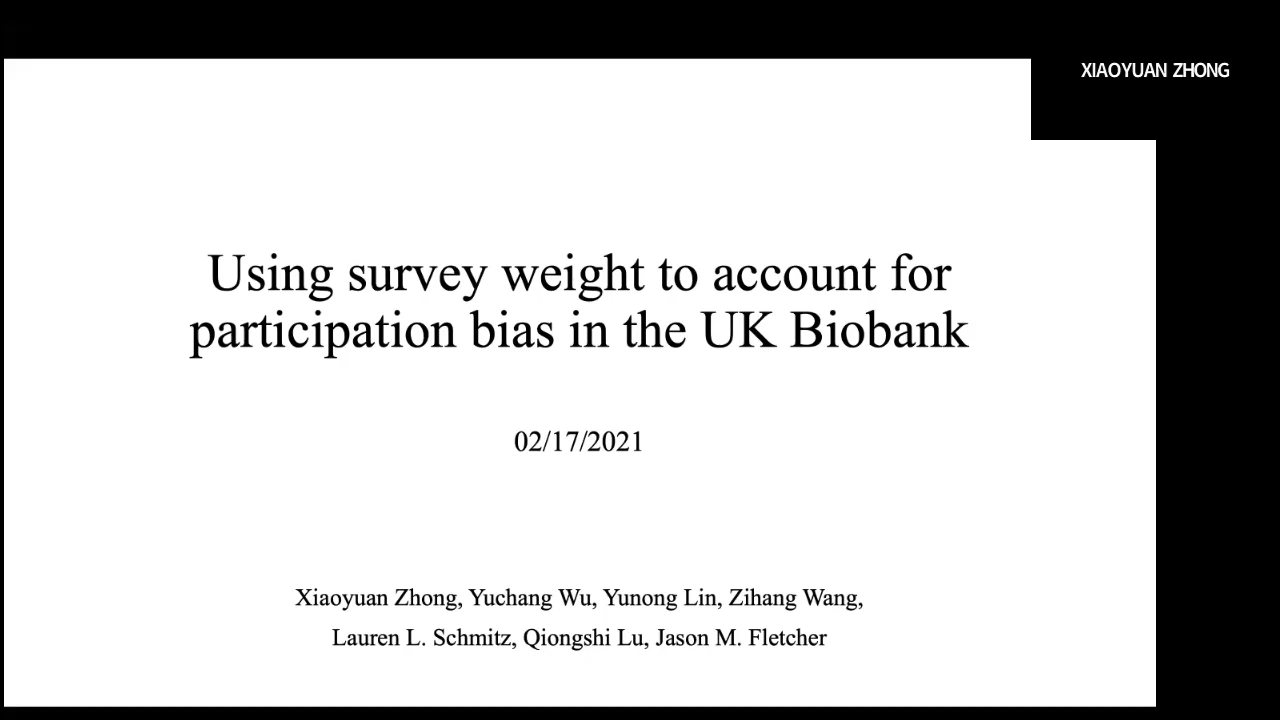 XIAOYUAN ZHONG
Using survey weight to account for
participation bias in the UK Biobank
02/17/2021
Xiaoyuan Zhong, Yuchang Wu, Yunong Lin, Zihang Wang,
Lauren L. Schmitz, Qiongshi Lu, Jason M. Fletcher